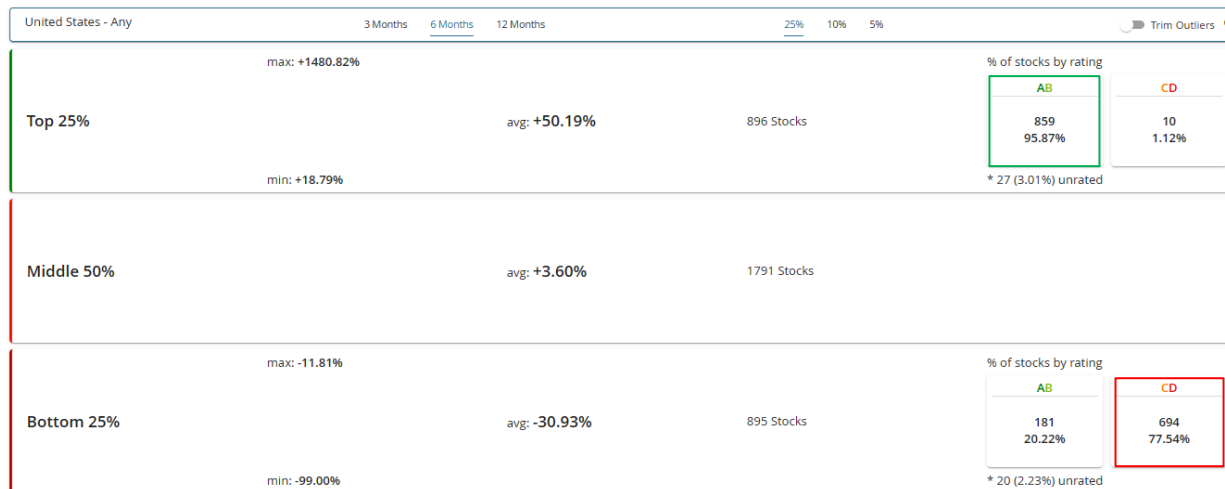 United States - Any 3 Months 6 Months 12 Months 25% 10% 5% Trim Outliers
max: +1480.82% % of stocks by rating
AB CD
Top 25% avg: +50.19% 896 Stocks 859 10
95.87% 1.12%
min: +18.79% * 27 (3.01%) unrated
Middle 50% avg: +3.60% 1791 Stocks
max: -11.81% % of stocks by rating
AB CD
Bottom 25% avg: -30.93% 895 Stocks 181 694
20.22% 77.54%
min: -99.00% * 20 (2.23%) unrated